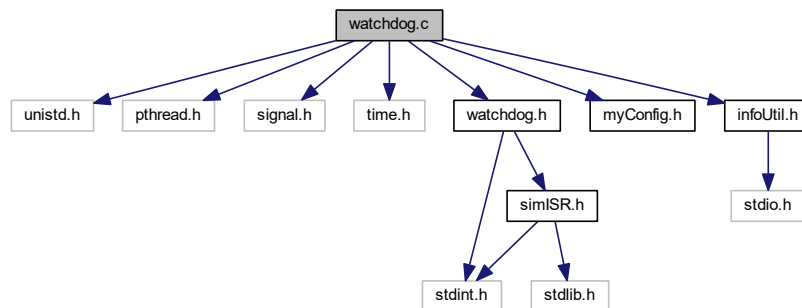 watchdog.c
unistd.h
pthread.h
signal.h
time.h
watchdog.h
myConfig.h
infoUtil.h
simISR.h
stdio.h
stdint.h
stdlib.h